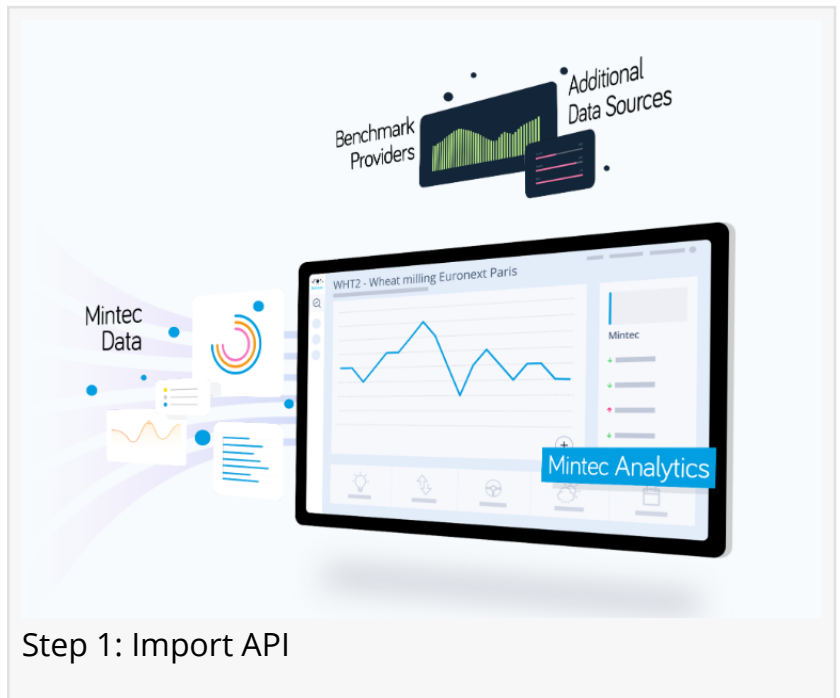 Benchmark
Providers
Additional
Data Sources
Mintec
Data
WHT2 - Wheat milling Euronext Paris
Mintec
Mintec Analytics
Step 1: Import API